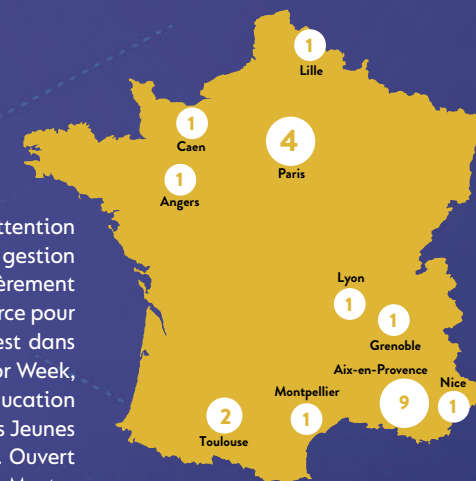 1
Lille
1
Caen
4
Paris
1
Angers
ttention
gestion
èrement
rce pour
est dans
or Week,
ucation
s Jeunes
. Ouvert
Lyon
1
1
Grenoble
Aix-en-Provence
9
Nice
1
Montpellier
1
2
Toulouse